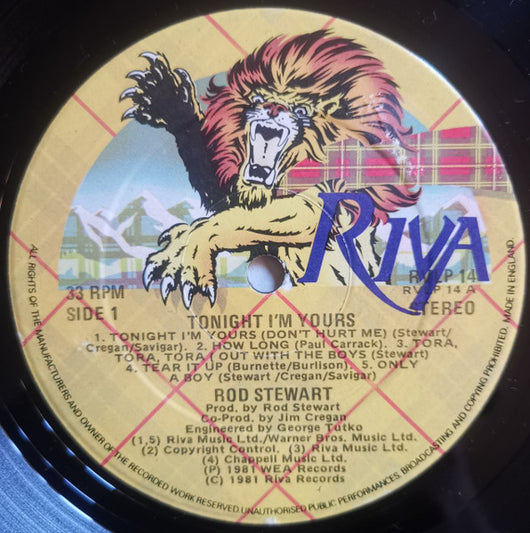 RIVA
RVLP 14
RVLP 14 A
33 RPM
STEREO
SIDE 1
TONIGHT I'M YOURS
1. TONIGHT I'M YOURS (DON'T HURT ME) (Stewart/
Cregan/Savigar). 2. HOW LONG (Paul Carrack). 3. TORA,
TORA, TORA (OUT WITH THE BOYS) (Stewart)
4. TEAR IT UP (Burnette/Burlison). 5. ONLY
A BOY (Stewart/Cregan/Savigar)
ROD STEWART
Prod. by Rod Stewart
Co-Prod. by Jim Cregan
Engineered by George Tutko
(1,5) Riva Music Ltd./Warner Bros. Music Ltd.
(2) Copyright Control. (3) Riva Music Ltd.
(4) Chappell Music Ltd.
(P) 1981 WEA Records
(C) 1981 Riva Records
ALL RIGHTS OF THE MANUFACTURERS AND OWNER OF THE RECORDED WORK RESERVED. UNAUTHORISED PUBLIC PERFORMANCES, BROADCASTING AND COPYING PROHIBITED. MADE IN ENGLAND.